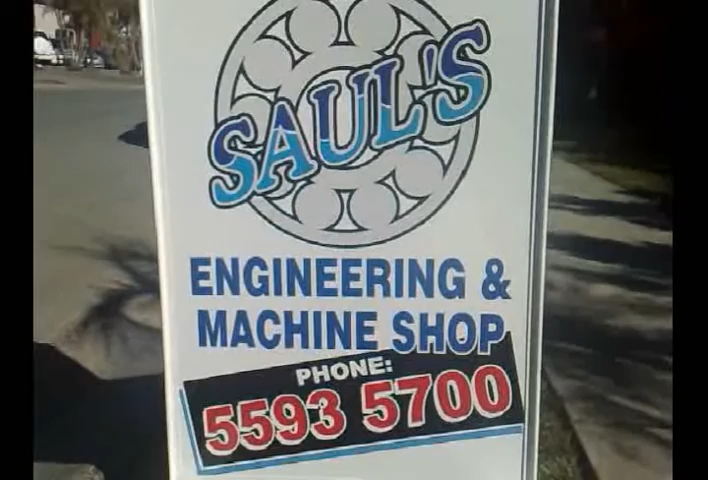 SAUL'S
ENGINEERING &
MACHINE SHOP
PHONE:
5593 5700